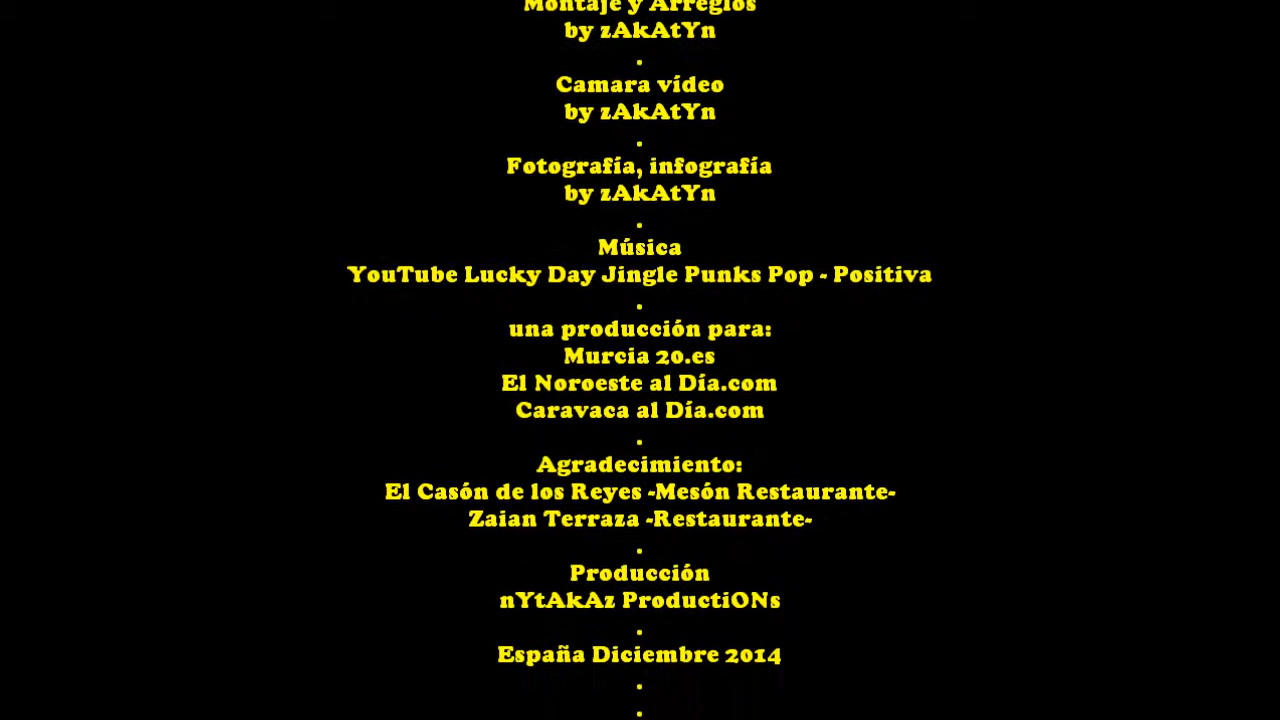 Montaje y Arreglos
by zAkAtYn
.
Camara vídeo
by zAkAtYn
.
Fotografía, infografía
by zAkAtYn
.
Música
YouTube Lucky Day Jingle Punks Pop - Positiva
.
una producción para:
Murcia 20.es
El Noroeste al Día.com
Caravaca al Día.com
.
Agradecimiento:
El Casón de los Reyes -Mesón Restaurante-
Zaian Terraza -Restaurante-
.
Producción
nYtAkAz ProductiONs
.
España Diciembre 2014
.
.